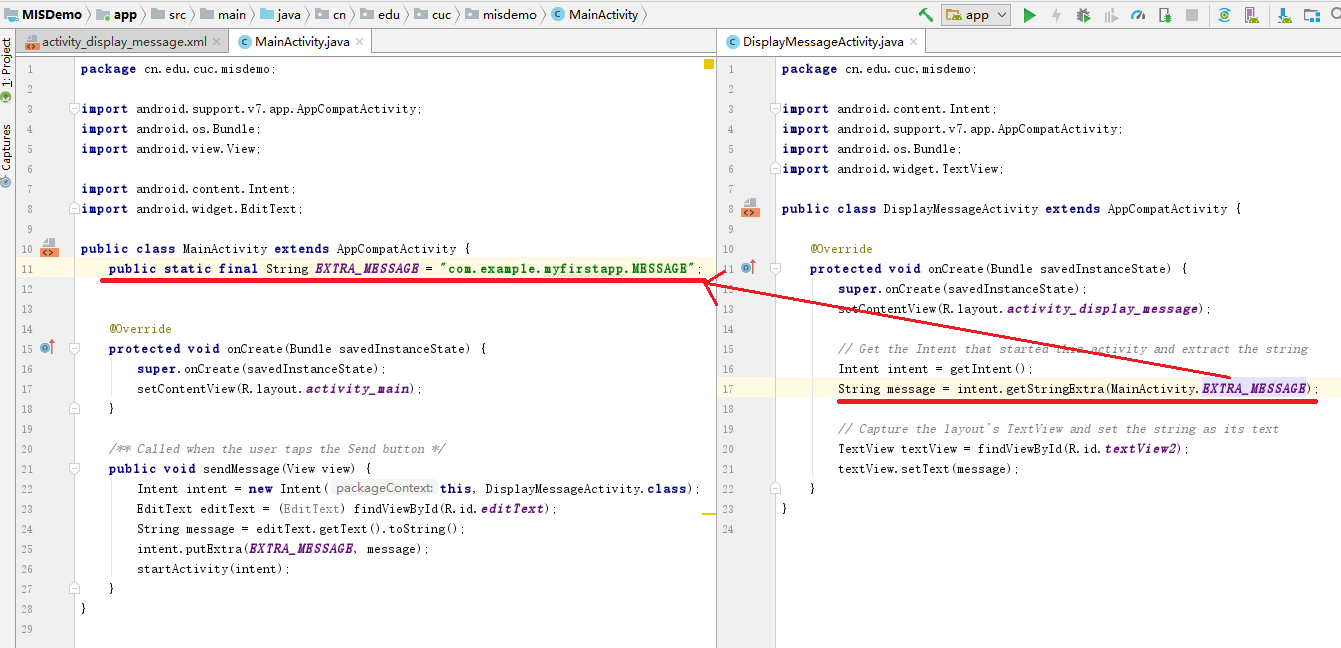 MISDemo app src main java cn edu cuc misdemo MainActivity app
1: Project
Captures
activity_display_message.xml MainActivity.java
1 package cn.edu.cuc.misdemo;
2
3 import android.support.v7.app.AppCompatActivity;
4 import android.os.Bundle;
5 import android.view.View;
6
7 import android.content.Intent;
8 import android.widget.EditText;
9
10 public class MainActivity extends AppCompatActivity {
11 public static final String EXTRA_MESSAGE = "com.example.myfirstapp.MESSAGE";
12
13
14 @Override
15 protected void onCreate(Bundle savedInstanceState) {
16 super.onCreate(savedInstanceState);
17 setContentView(R.layout.activity_main);
18 }
19
20 /** Called when the user taps the Send button */
21 public void sendMessage(View view) {
22 Intent intent = new Intent( packageContext: this, DisplayMessageActivity.class);
23 EditText editText = (EditText) findViewById(R.id.editText);
24 String message = editText.getText().toString();
25 intent.putExtra(EXTRA_MESSAGE, message);
26 startActivity(intent);
27 }
28 }
29
DisplayMessageActivity.java
1 package cn.edu.cuc.misdemo;
2
3 import android.content.Intent;
4 import android.support.v7.app.AppCompatActivity;
5 import android.os.Bundle;
6 import android.widget.TextView;
7
8 public class DisplayMessageActivity extends AppCompatActivity {
9
10 @Override
11 protected void onCreate(Bundle savedInstanceState) {
12 super.onCreate(savedInstanceState);
13 setContentView(R.layout.activity_display_message);
14
15 // Get the Intent that started this activity and extract the string
16 Intent intent = getIntent();
17 String message = intent.getStringExtra(MainActivity.EXTRA_MESSAGE);
18
19 // Capture the layout's TextView and set the string as its text
20 TextView textView = findViewById(R.id.textView2);
21 textView.setText(message);
22 }
23 }
24